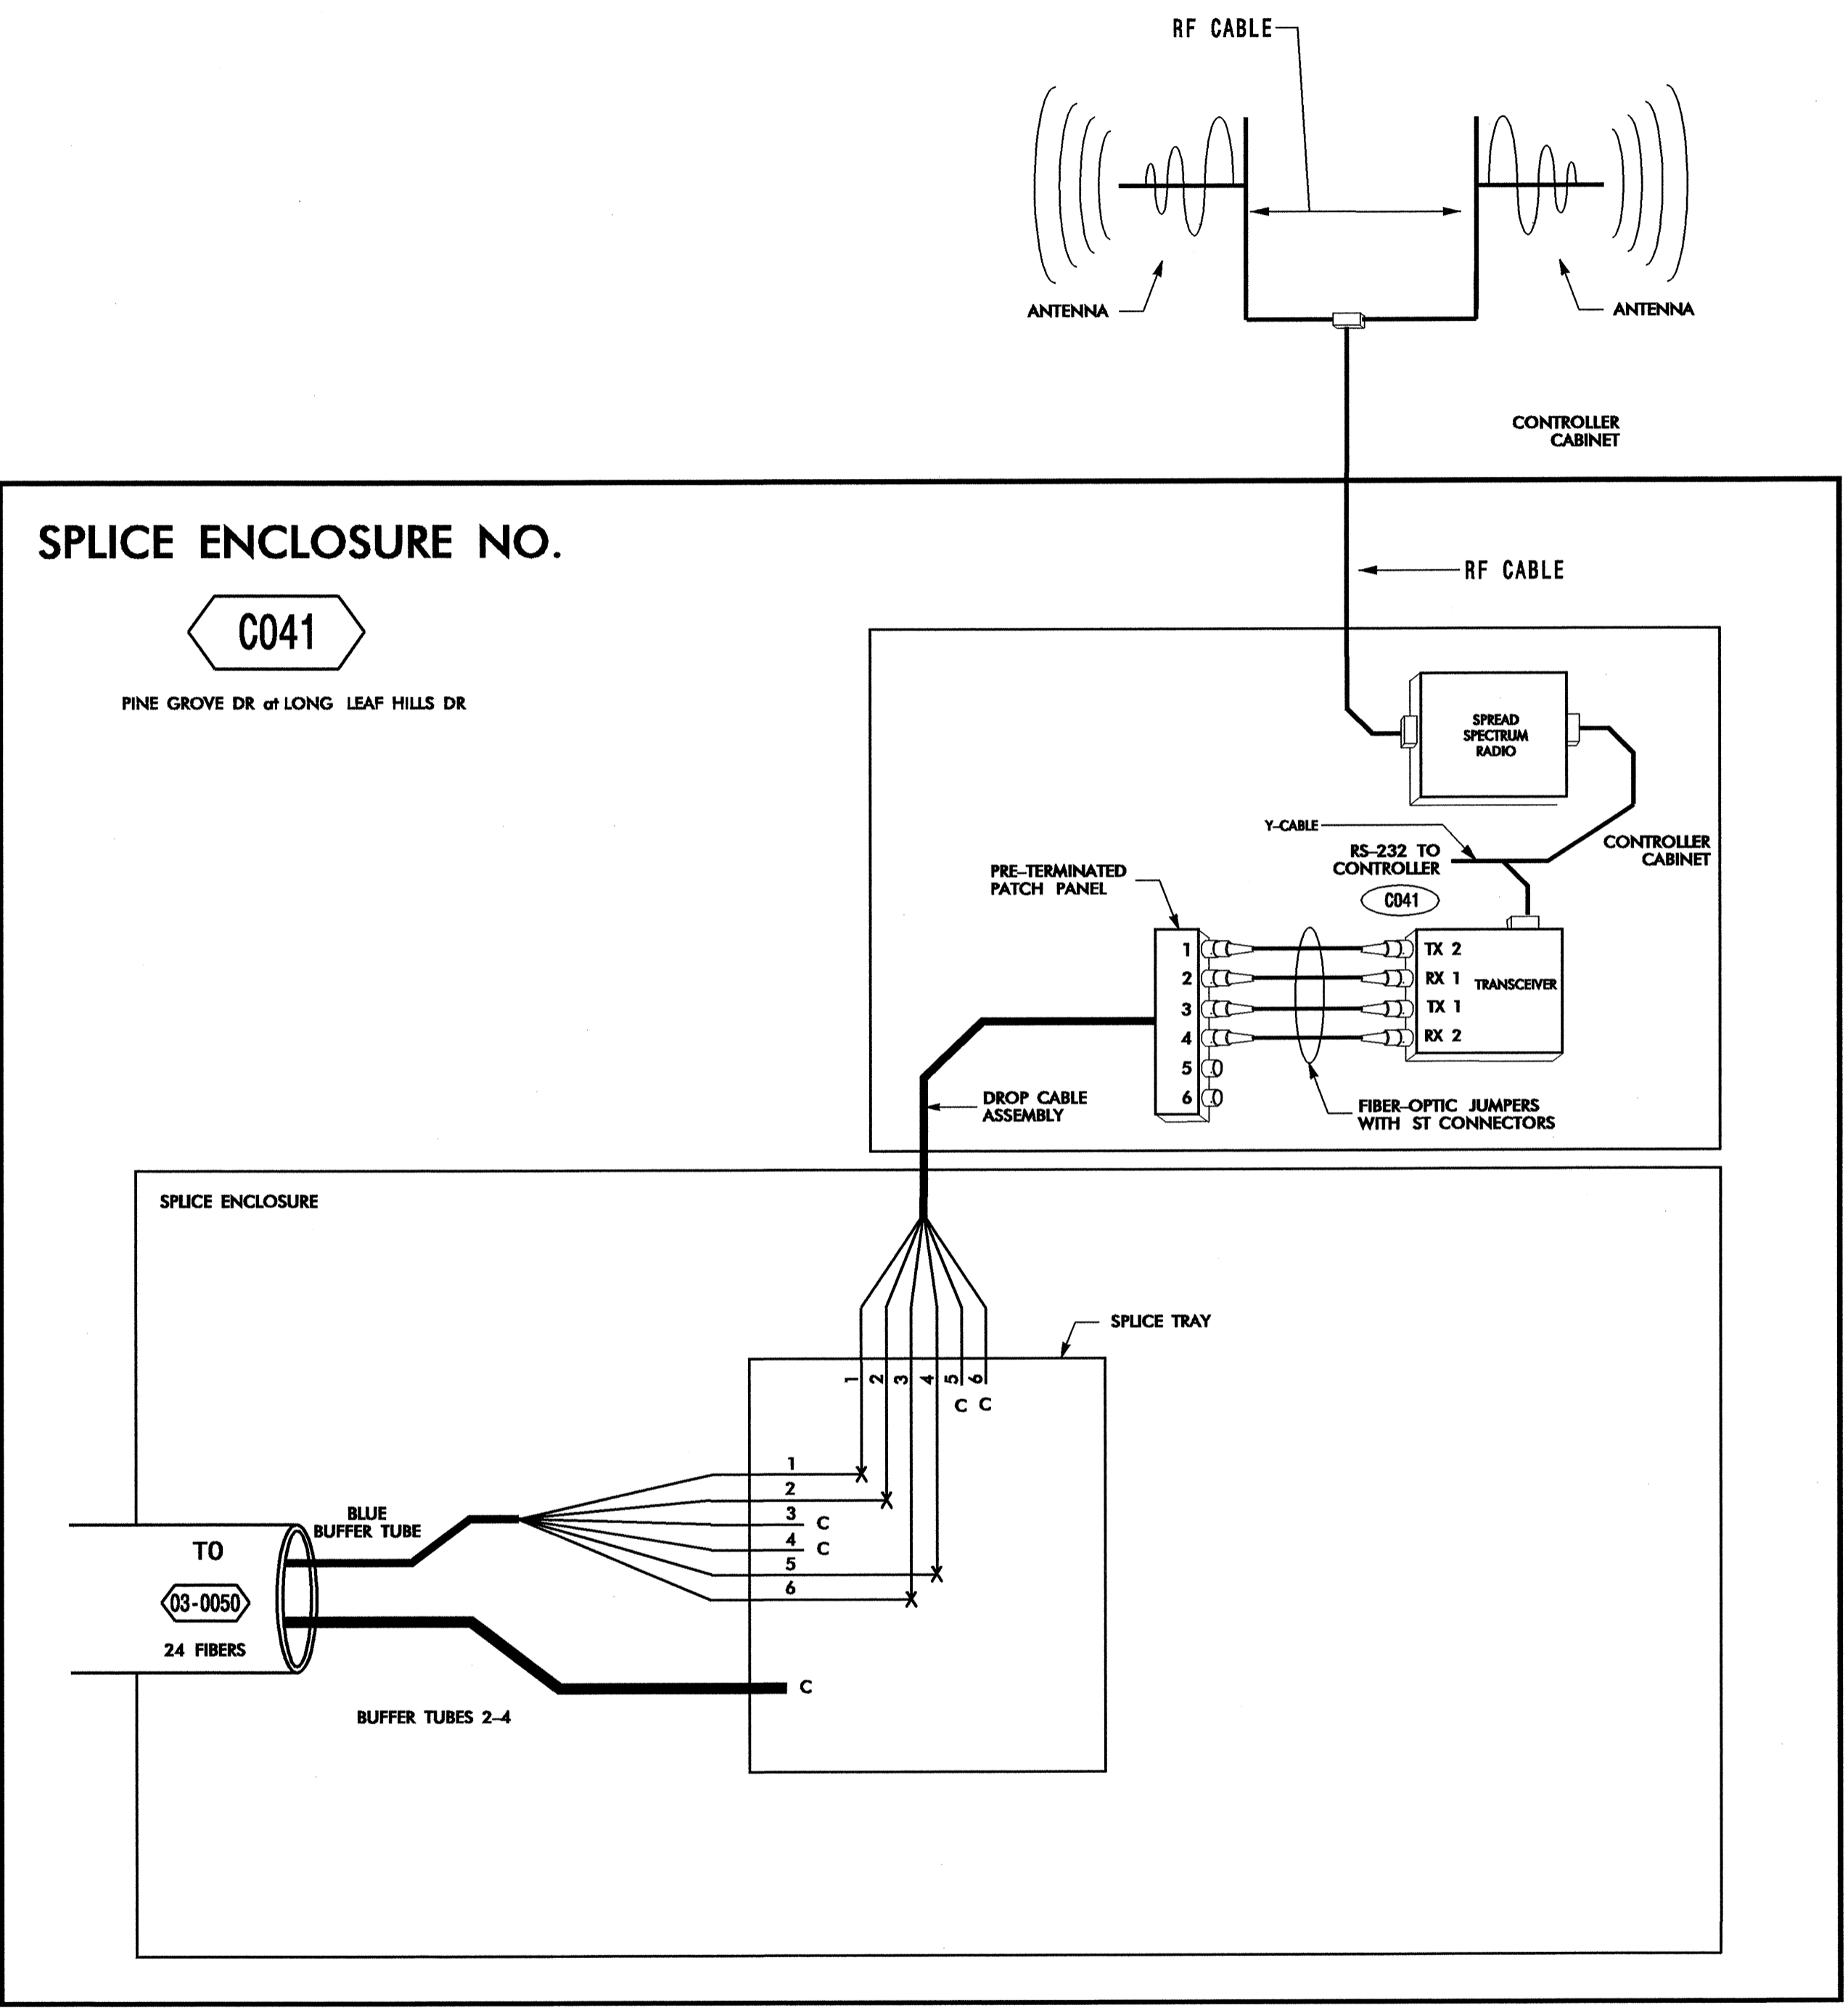 RF CABLE
ANTENNA
ANTENNA
CONTROLLER
CABINET
SPLICE ENCLOSURE NO.
C041
PINE GROVE DR at LONG LEAF HILLS DR
RF CABLE
SPREAD
SPECTRUM
RADIO
Y-CABLE
RS-232 TO
CONTROLLER
C041
CONTROLLER
CABINET
PRE-TERMINATED
PATCH PANEL
1
2
3
4
5
6
TX 2
RX 1
TX 1
RX 2
TRANSCEIVER
DROP CABLE
ASSEMBLY
FIBER-OPTIC JUMPERS
WITH ST CONNECTORS
SPLICE ENCLOSURE
SPLICE TRAY
1 2 3 4 5 6
C C
1
2
3 C
4 C
5
6
BLUE
BUFFER TUBE
TO
03-0050
24 FIBERS
C
BUFFER TUBES 2-4